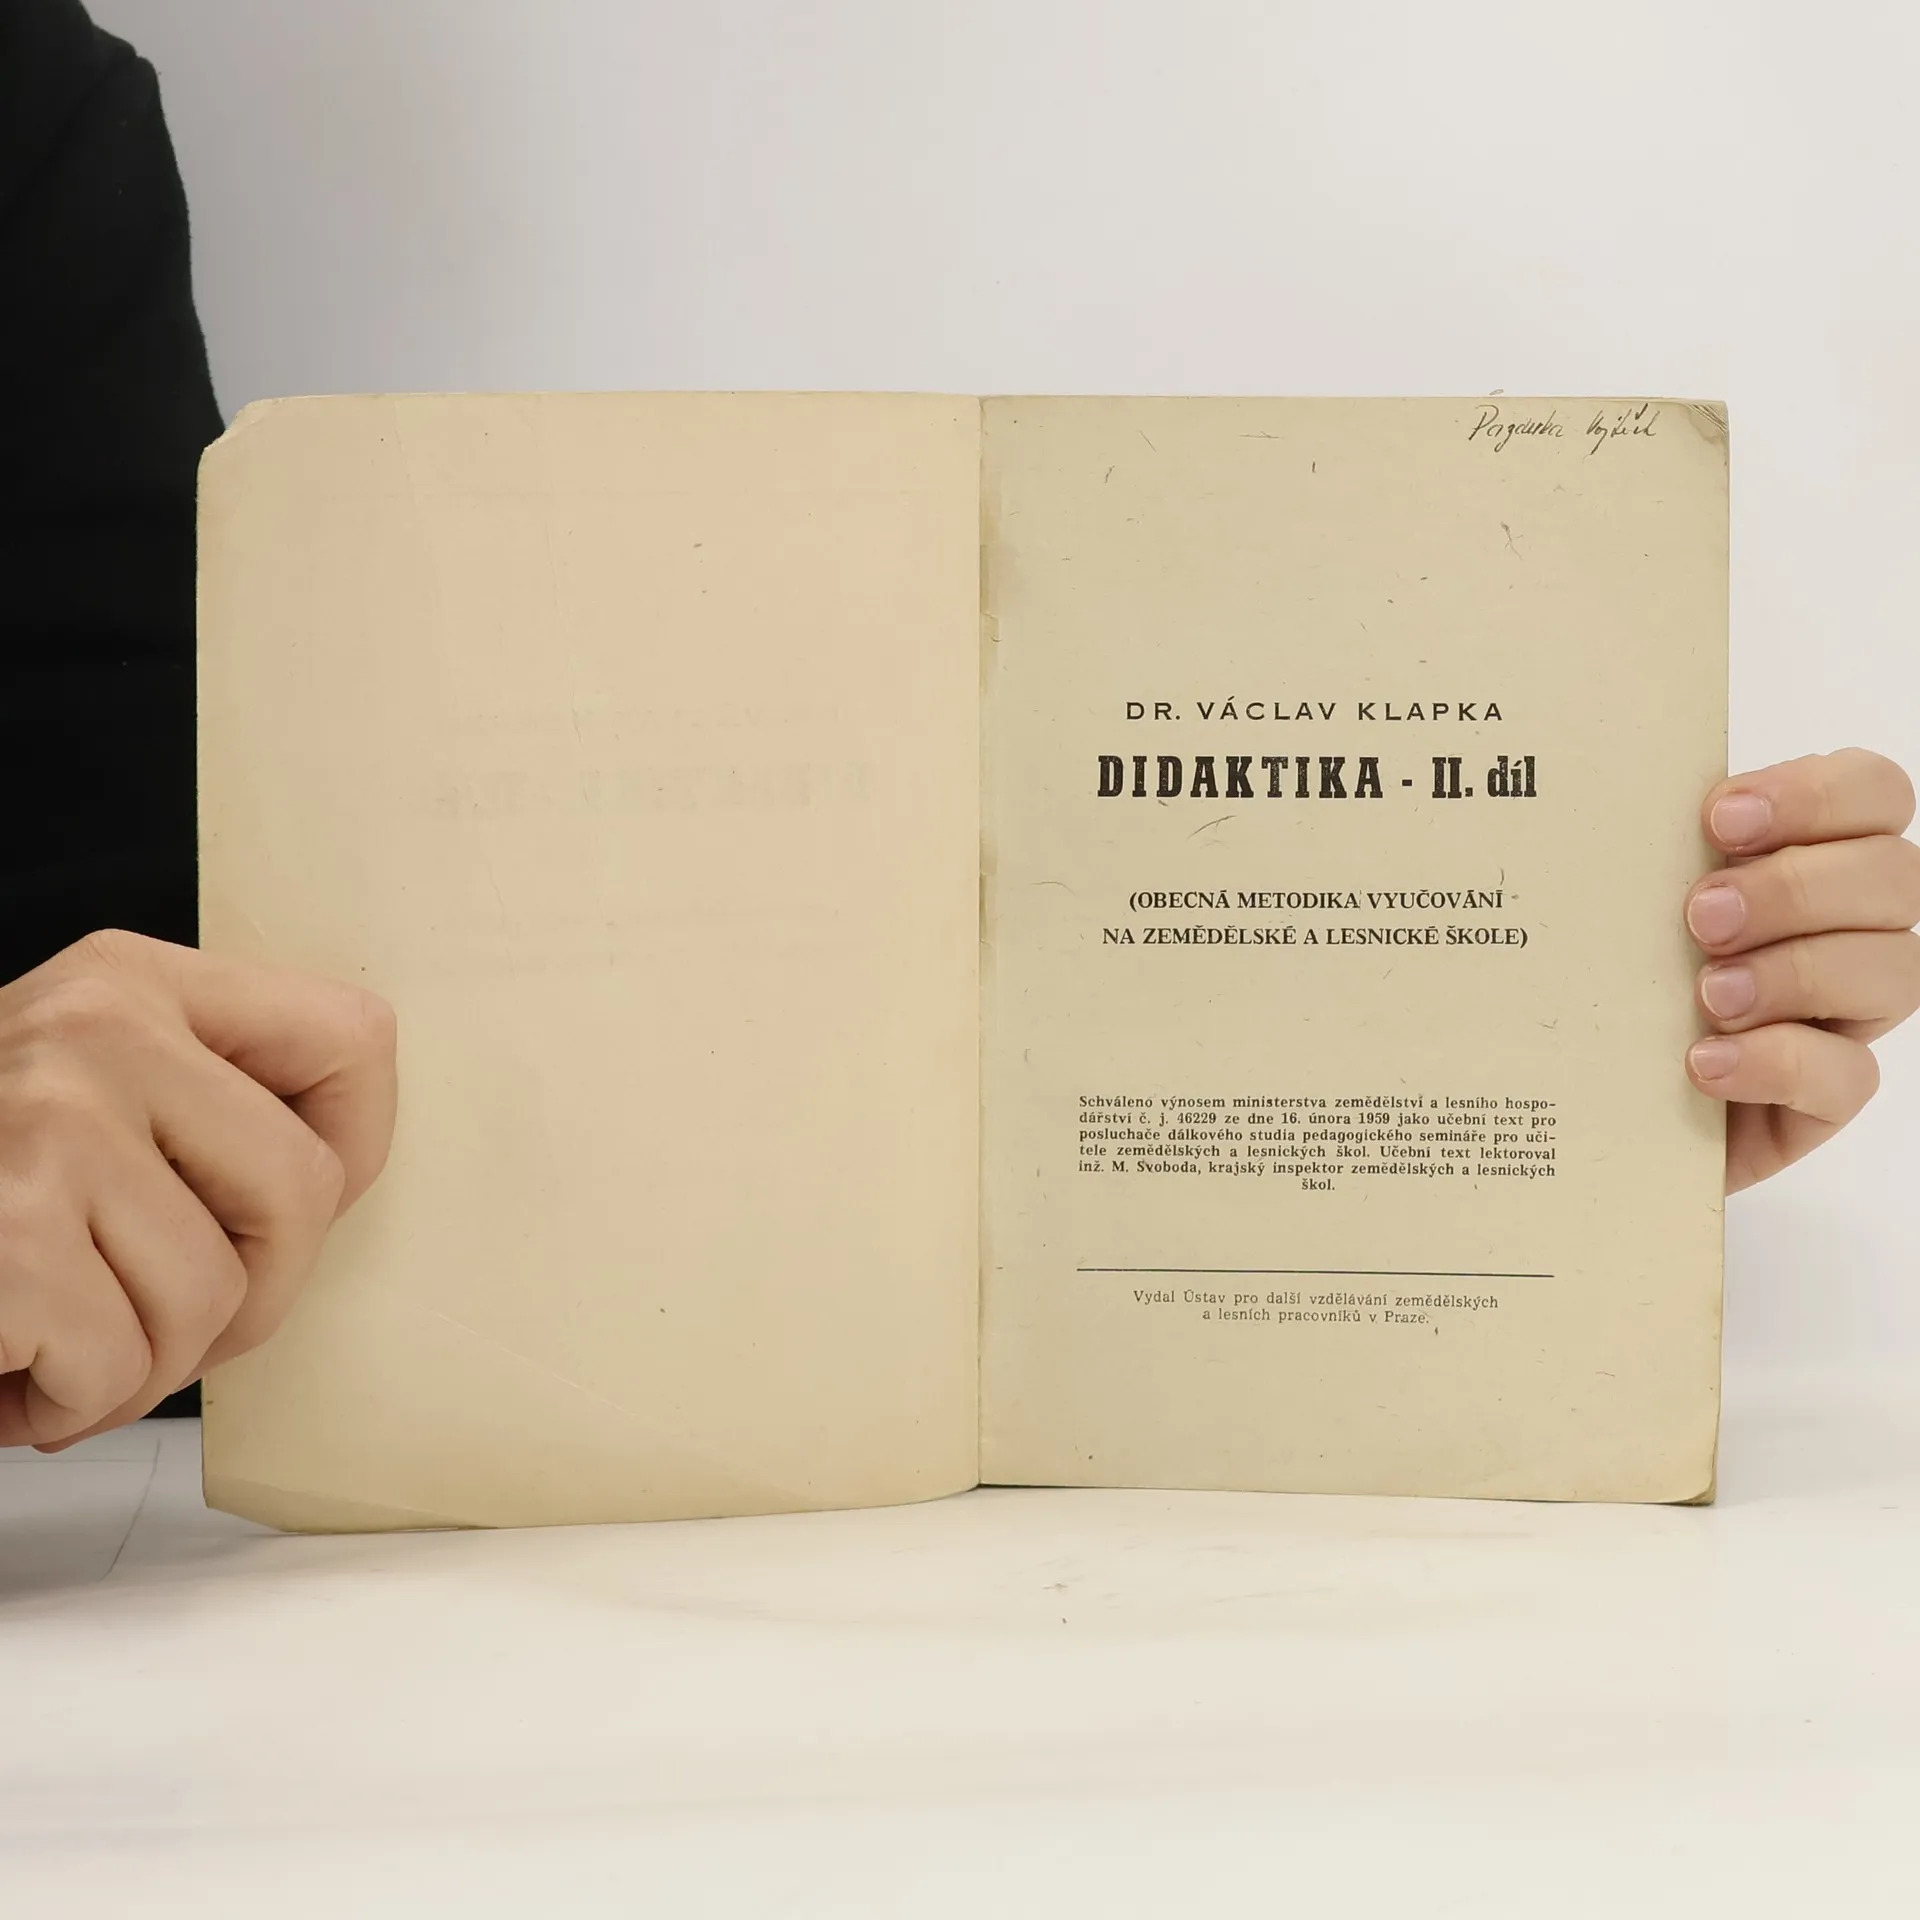 Vojtěch
DR. VÁCLAV KLAPKA
DIDAKTIKA - II. díl
(OBECNÁ METODIKA VYUČOVÁNÍ
NA ZEMĚDĚLSKÉ A LESNICKÉ ŠKOLE)
Schváleno výnosem ministerstva zemědělství a lesního hospo-
dářství č. j. 46229 ze dne 16. února 1959 jako učební text pro
posluchače dálkového studia pedagogického semináře pro uči-
tele zemědělských a lesnických škol. Učební text lektoroval
inž. M. Svoboda, krajský inspektor zemědělských a lesnických
škol.
Vydal Ústav pro další vzdělávání zemědělských
a lesních pracovníků v Praze.